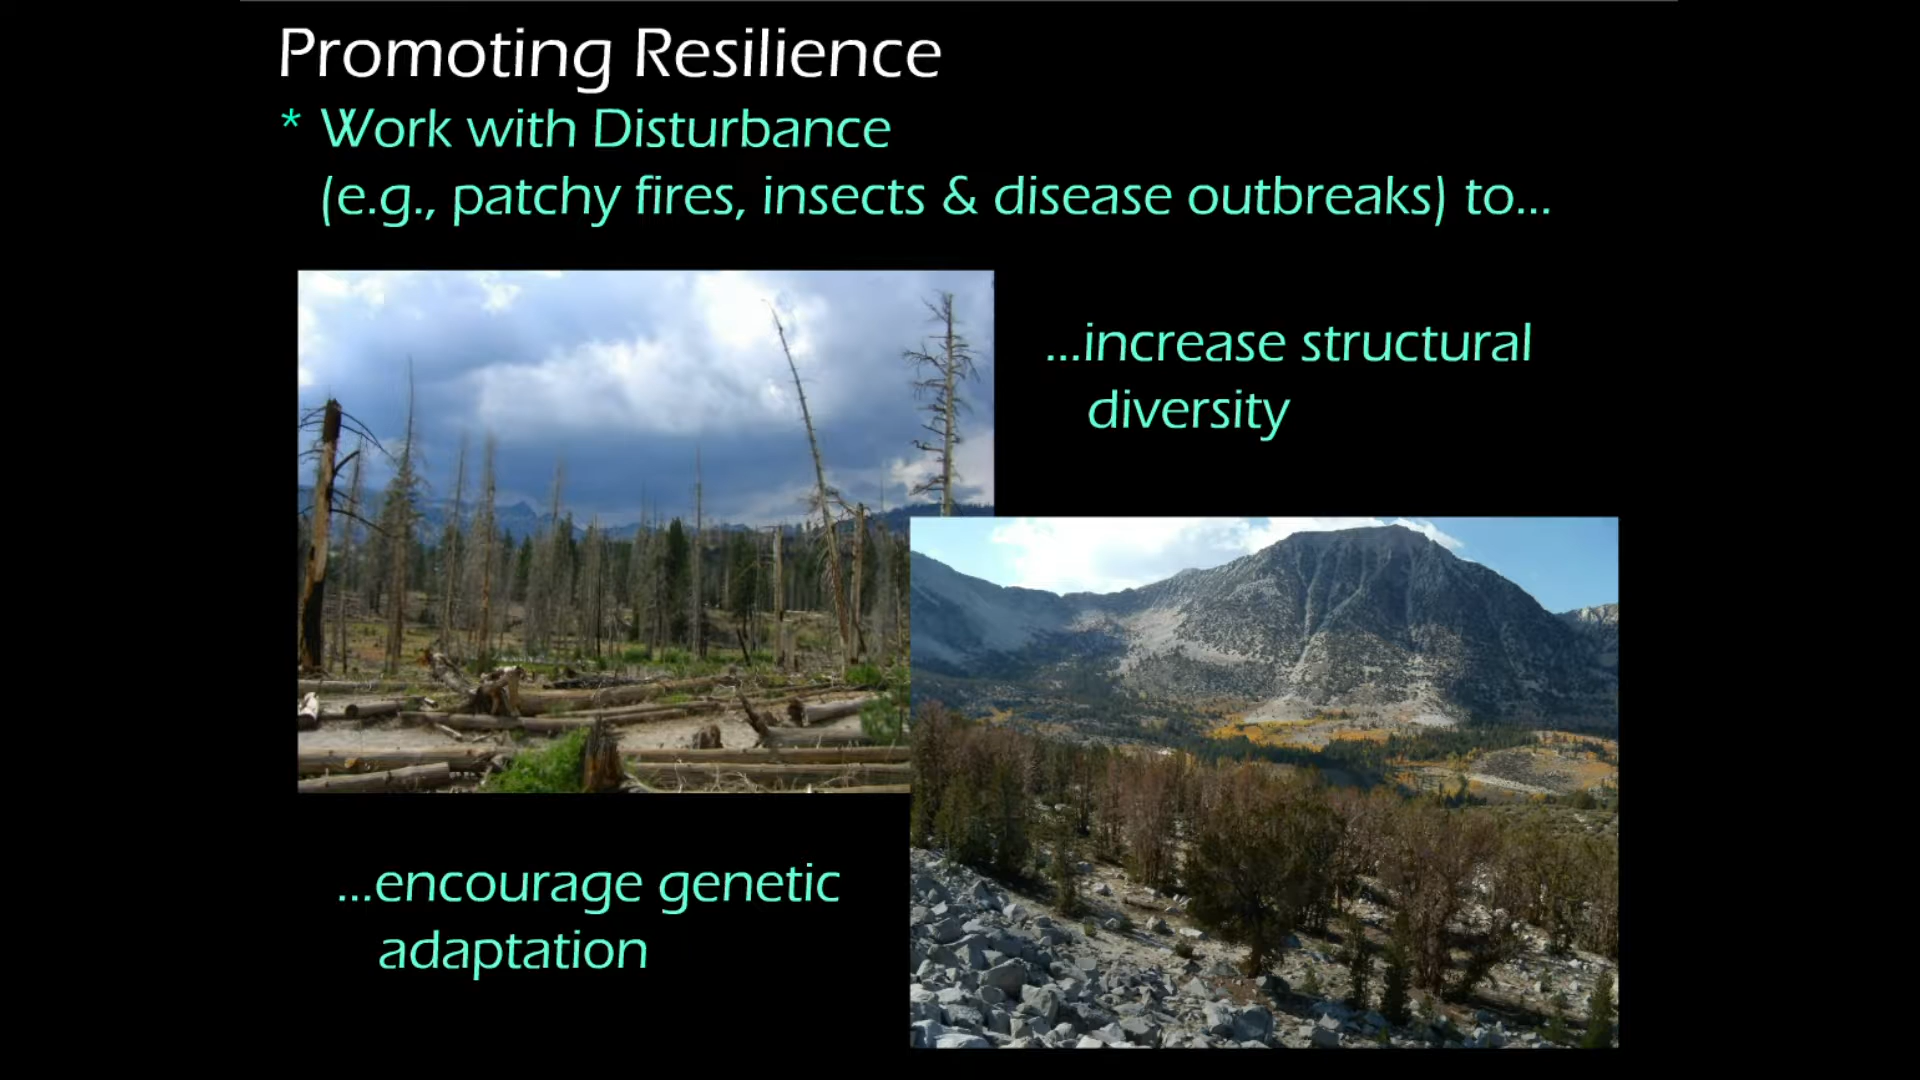 Promoting Resilience
* Work with Disturbance
(e.g., patchy fires, insects & disease outbreaks) to...
...increase structural
diversity
...encourage genetic
adaptation